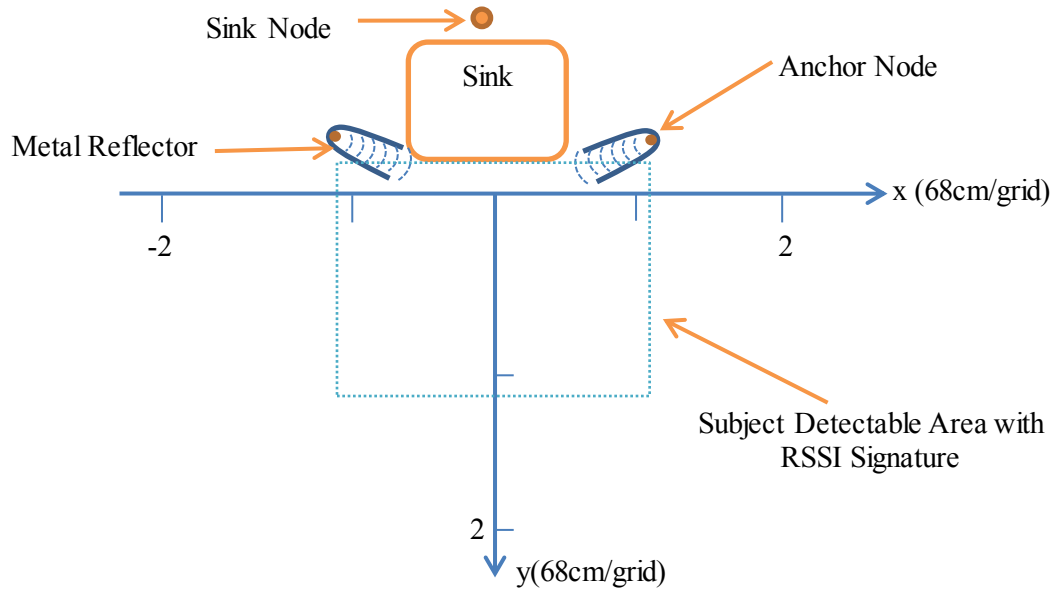 Sink Node
Sink
Anchor Node
Metal Reflector
x (68cm/grid)
-2
2
Subject Detectable Area with
RSSI Signature
2
y(68cm/grid)